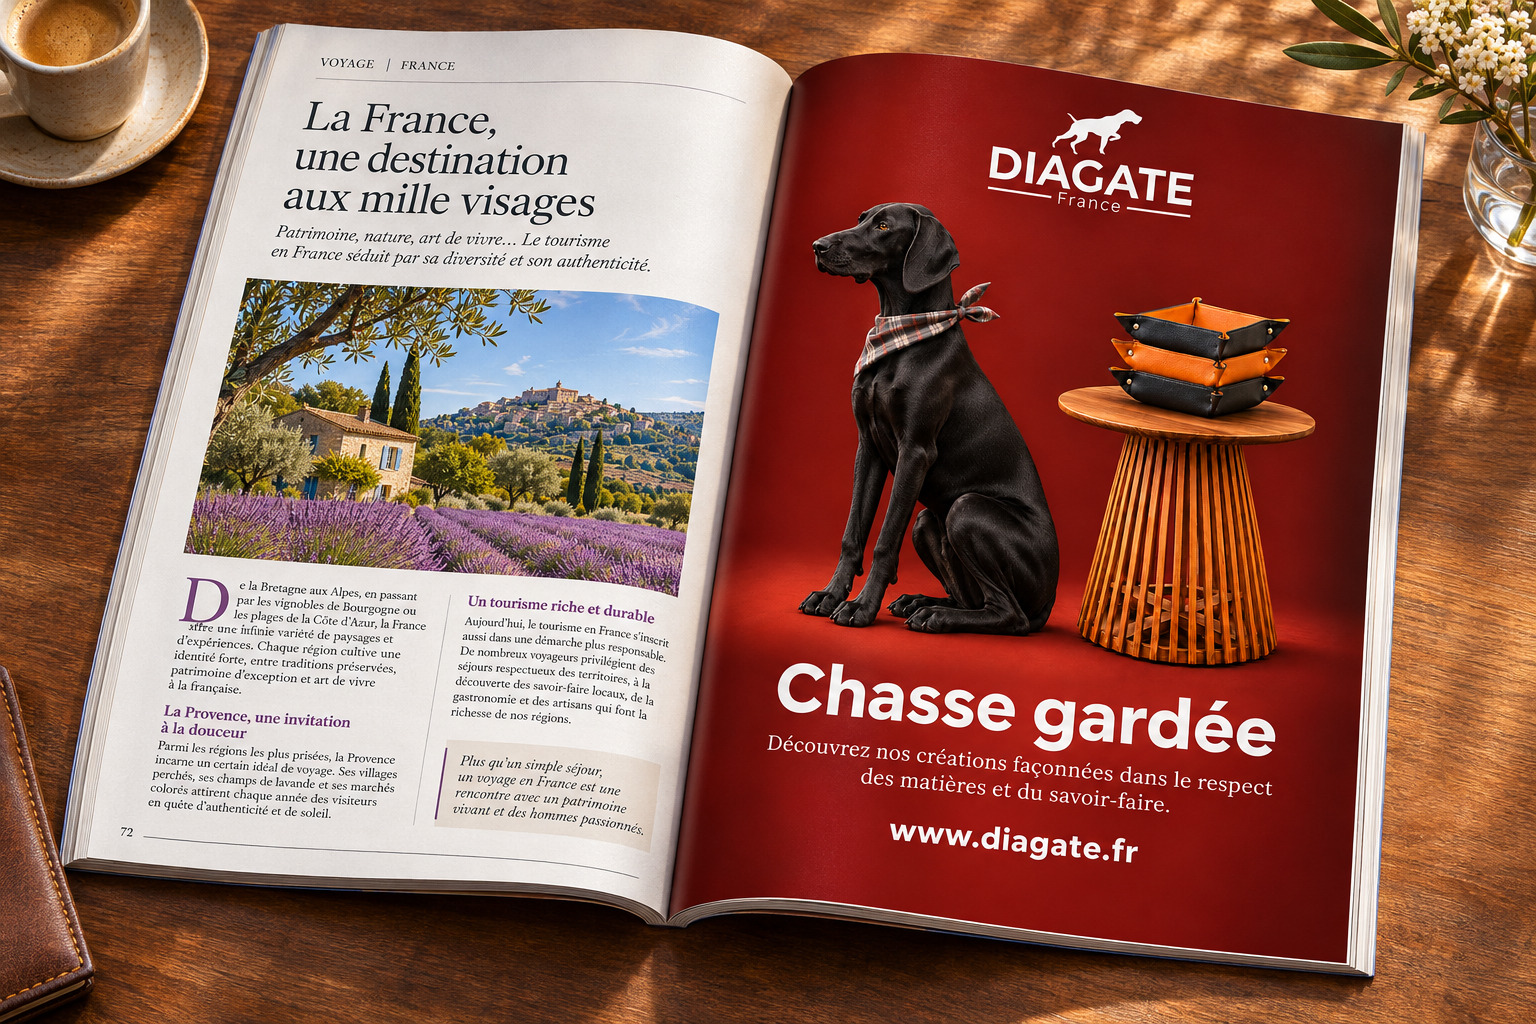 VOYAGE | FRANCE
La France,
une destination
aux mille visages
Patrimoine, nature, art de vivre... Le tourisme
en France séduit par sa diversité et son authenticité.
De la Bretagne aux Alpes, en passant
par les vignobles de Bourgogne ou
les plages de la Côte d'Azur, la France
une infinie variété de paysages et
d'expériences. Chaque région cultive une
identité forte, entre traditions préservées,
patrimoine d'exception et art de vivre
à la française.
La Provence, une invitation
à la douceur
Parmi les régions les plus prisées, la Provence
incarne un certain idéal de voyage. Ses villages
perchés, ses champs de lavande et ses marchés
colorés attirent chaque année des visiteurs
en quête d'authenticité et de soleil.
Un tourisme riche et durable
Aujourd'hui, le tourisme en France s'inscrit
aussi dans une démarche plus responsable.
De nombreux voyageurs privilégient des
séjours respectueux des territoires, à la
découverte des savoir-faire locaux, de la
gastronomie et des artisans qui font la
richesse de nos régions.
Plus qu'un simple séjour,
un voyage en France est une
rencontre avec un patrimoine
vivant et des hommes passionnés.
72
DIAGATE
France
Chasse gardée
Découvrez nos créations façonnées dans le respect
des matières et du savoir-faire.
www.diagate.fr